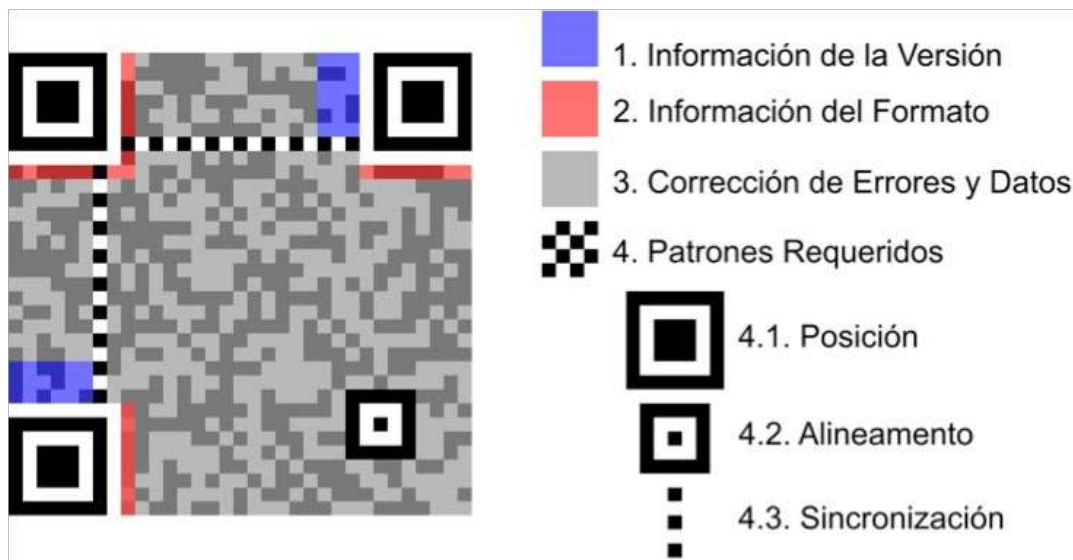 1. Información de la Versión
2. Información del Formato
3. Corrección de Errores y Datos
4. Patrones Requeridos
4.1. Posición
4.2. Alineamento
4.3. Sincronización